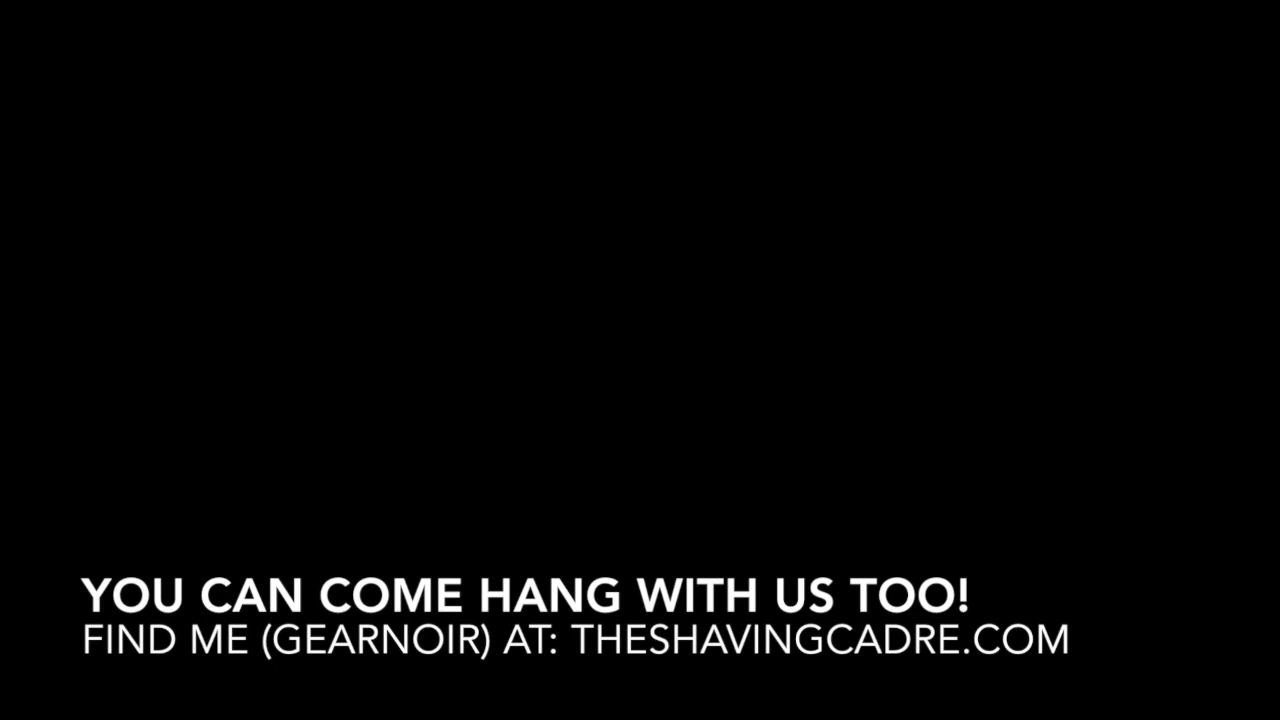 YOU CAN COME HANG WITH US TOO!
FIND ME (GEARNOIR) AT: THESHAVINGCADRE.COM